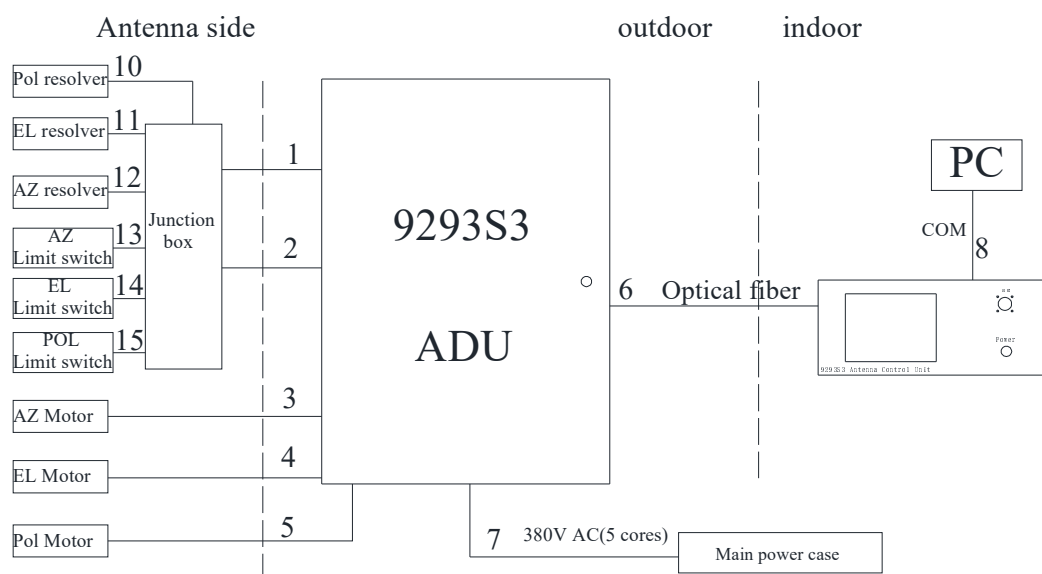 Antenna side
outdoor
indoor
Pol resolver
10
EL resolver
11
AZ resolver
12
AZ
Limit switch
13
EL
Limit switch
14
POL
Limit switch
15
Junction
box
1
2
9293S3
ADU
6
Optical fiber
PC
COM
8
Power
9293S3 Antenna Control Unit
AZ Motor
3
EL Motor
4
Pol Motor
5
7
380V AC(5 cores)
Main power case